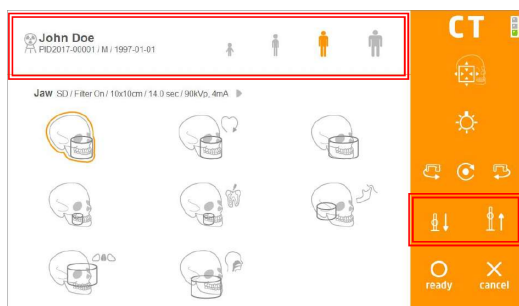 John Doe
PID2017-00001 / M / 1997-01-01
Jaw SD / Filter On / 10x10cm / 14.0 sec / 90kVp, 4mA
CT
ready
cancel